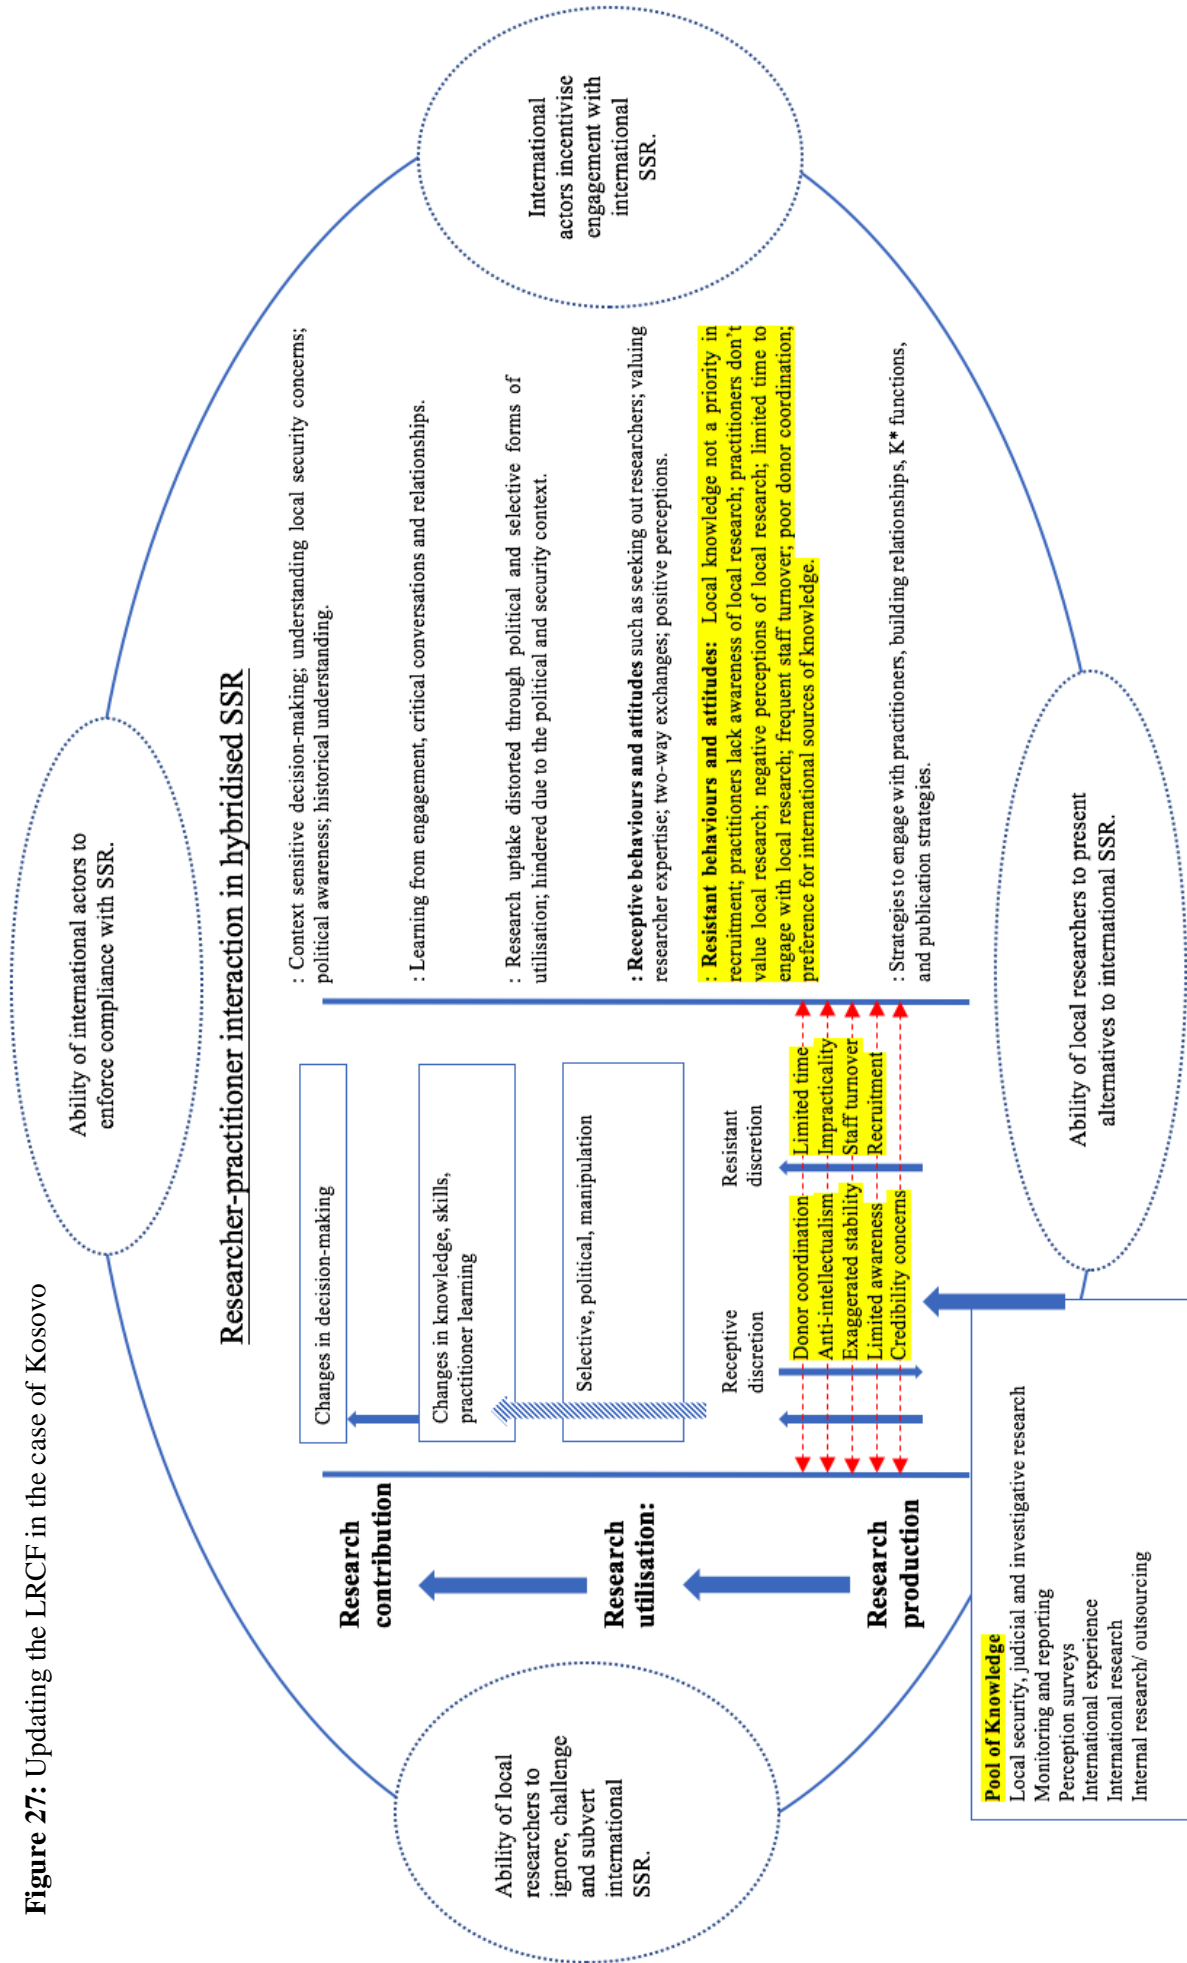 Figure 27: Updating the LRCF in the case of Kosovo
Ability of international actors to
enforce compliance with SSR.
Researcher-practitioner interaction in hybridised SSR
Ability of local
researchers to
ignore, challenge
and subvert
international
SSR.
Research
contribution
Research
utilisation:
Research
production
Changes in decision-making
Changes in knowledge, skills,
practitioner learning
Selective, political, manipulation
Receptive
discretion
Resistant
discretion
Donor coordination
Limited time
Anti-intellectualism
Impracticality
Exaggerated stability
Staff turnover
Limited awareness
Recruitment
Credibility concerns
: Context sensitive decision-making; understanding local security concerns;
political awareness; historical understanding.
: Learning from engagement, critical conversations and relationships.
: Research uptake distorted through political and selective forms of
utilisation; hindered due to the political and security context.
: Receptive behaviours and attitudes such as seeking out researchers; valuing
researcher expertise; two-way exchanges; positive perceptions.
: Resistant behaviours and attitudes: Local knowledge not a priority in
recruitment; practitioners lack awareness of local research; practitioners don't
value local research; negative perceptions of local research; limited time to
engage with local research; frequent staff turnover; poor donor coordination;
preference for international sources of knowledge.
: Strategies to engage with practitioners, building relationships, K* functions,
and publication strategies.
International
actors incentivise
engagement with
international
SSR.
Pool of Knowledge
Local security, judicial and investigative research
Monitoring and reporting
Perception surveys
International experience
International research
Internal research/ outsourcing
Ability of local researchers to present
alternatives to international SSR.